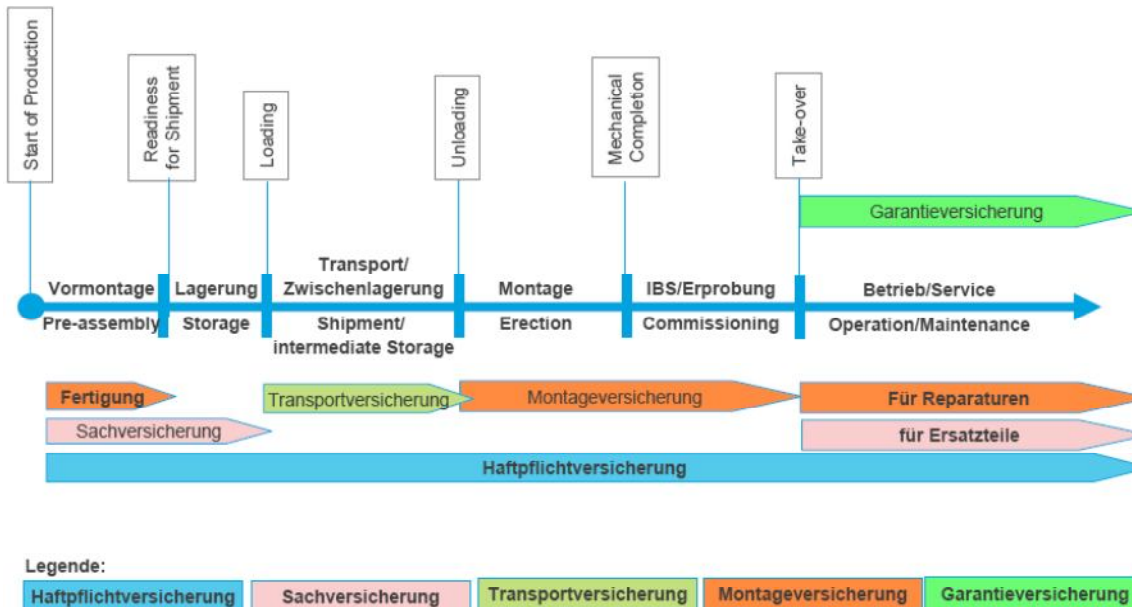 Start of Production
Readiness
for Shipment
Loading
Unloading
Mechanical
Completion
Take-over
Garantieversicherung
Vormontage
Pre-assembly
Lagerung
Storage
Transport/
Zwischenlagerung
Shipment/
intermediate Storage
Montage
Erection
IBS/Erprobung
Commissioning
Betrieb/Service
Operation/Maintenance
Fertigung
Transportversicherung
Montageversicherung
Für Reparaturen
Sachversicherung
für Ersatzteile
Haftpflichtversicherung
Legende:
Haftpflichtversicherung
Sachversicherung
Transportversicherung
Montageversicherung
Garantieversicherung